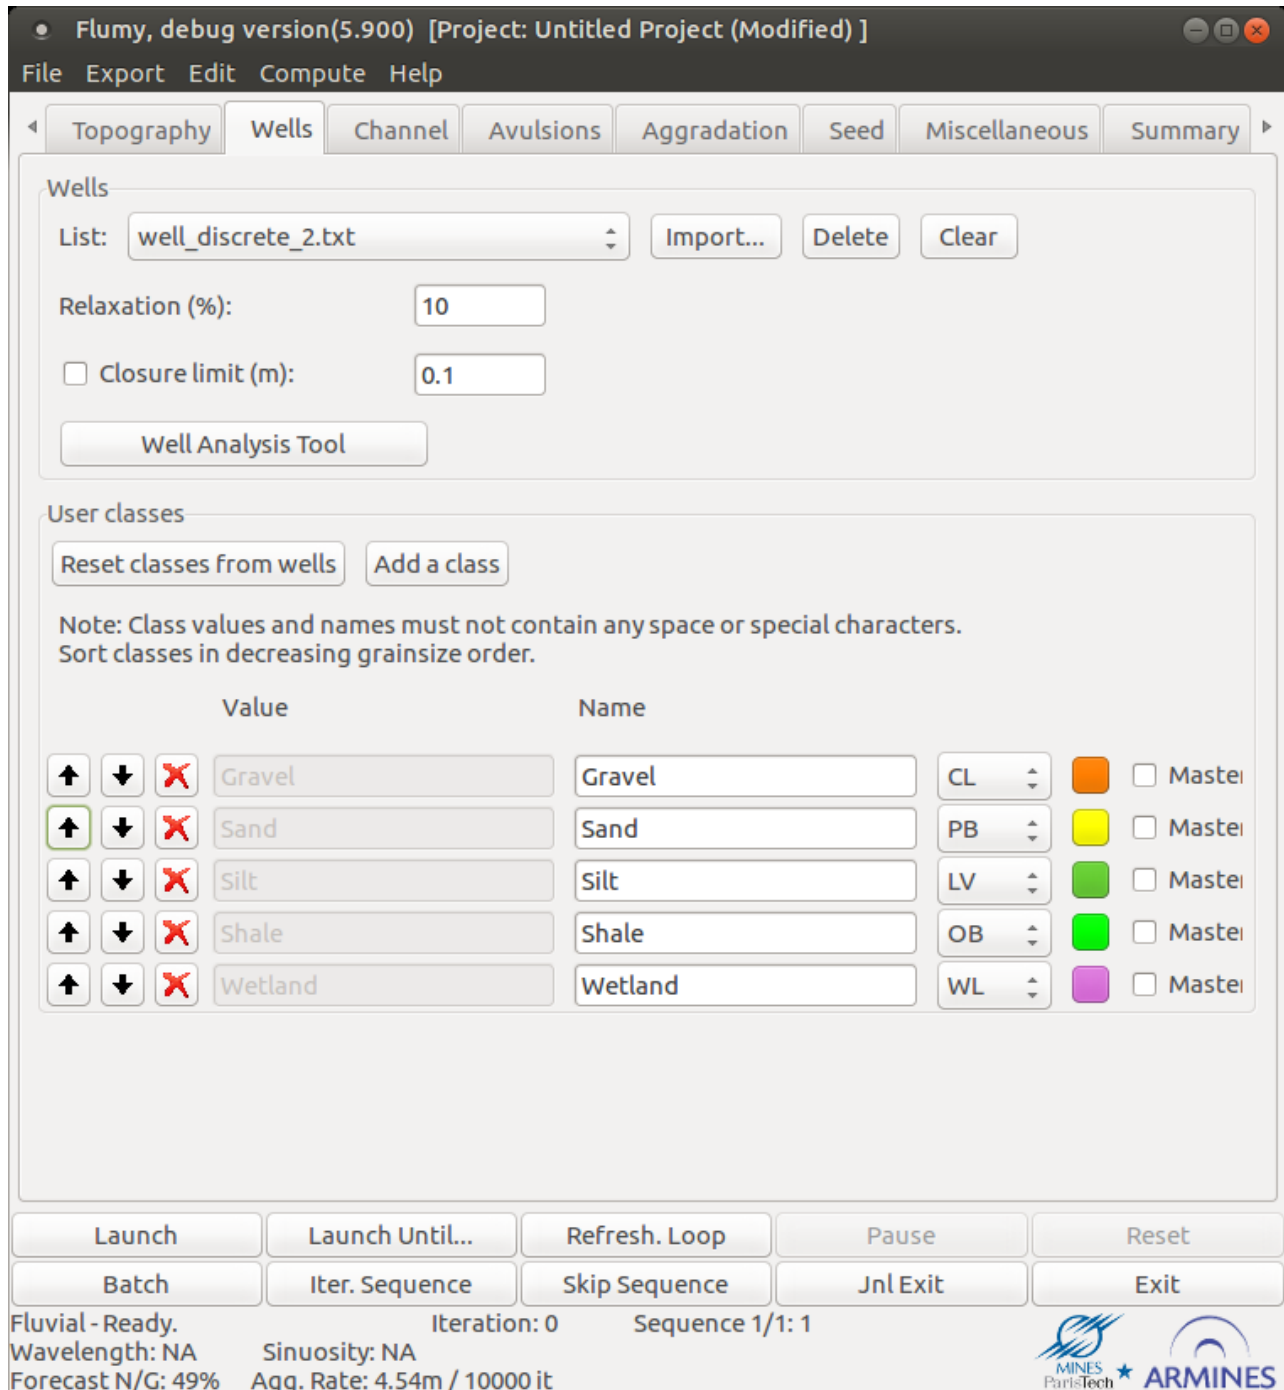 Flumy, debug version(5.900) [Project: Untitled Project (Modified) ]
File Export Edit Compute Help
Topography Wells Channel Avulsions Aggradation Seed Miscellaneous Summary
Wells
List: well_discrete_2.txt Import... Delete Clear
Relaxation (%): 10
Closure limit (m): 0.1
Well Analysis Tool
User classes
Reset classes from wells Add a class
Note: Class values and names must not contain any space or special characters.
Sort classes in decreasing grainsize order.
Value Name
Gravel Gravel CL Master
Sand Sand PB Master
Silt Silt LV Master
Shale Shale OB Master
Wetland Wetland WL Master
Launch Launch Until... Refresh. Loop Pause Reset
Batch Iter. Sequence Skip Sequence Jnl Exit Exit
Fluvial - Ready. Iteration: 0 Sequence 1/1: 1
Wavelength: NA Sinuosity: NA
Forecast N/G: 49% Agg. Rate: 4.54m / 10000 it
MINES
ParisTech
ARMINES